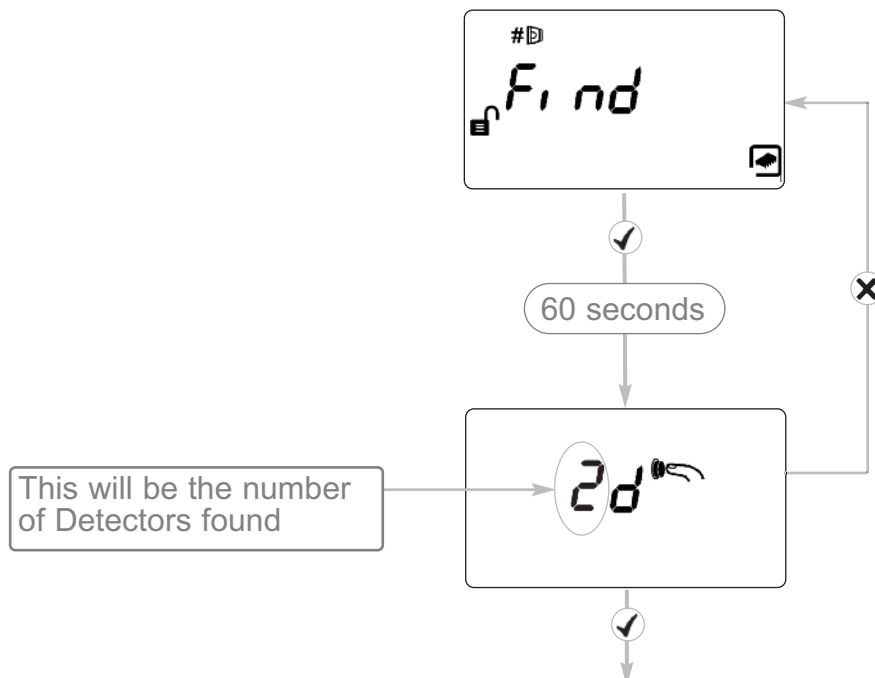 #
Find
60 seconds
2d
This will be the number
of Detectors found